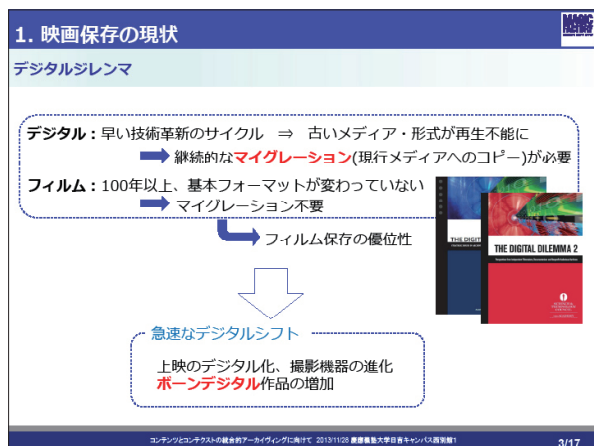 1. 映画保存の現状
MAGIC
FACTORY
デジタルジレンマ
デジタル：早い技術革新のサイクル ⇒ 古いメディア・形式が再生不能に
継続的なマイグレーション(現行メディアへのコピー)が必要
フィルム：100年以上、基本フォーマットが変わっていない
マイグレーション不要
フィルム保存の優位性
THE DIGITAL
THE DIGITAL DILEMMA 2
急速なデジタルシフト
上映のデジタル化、撮影機器の進化
ボーンデジタル作品の増加
コンテンツとコンテクストの統合的アーカイヴィングに向けて 2013/11/28 慶應義塾大学日吉キャンパス来往舎1
3/17